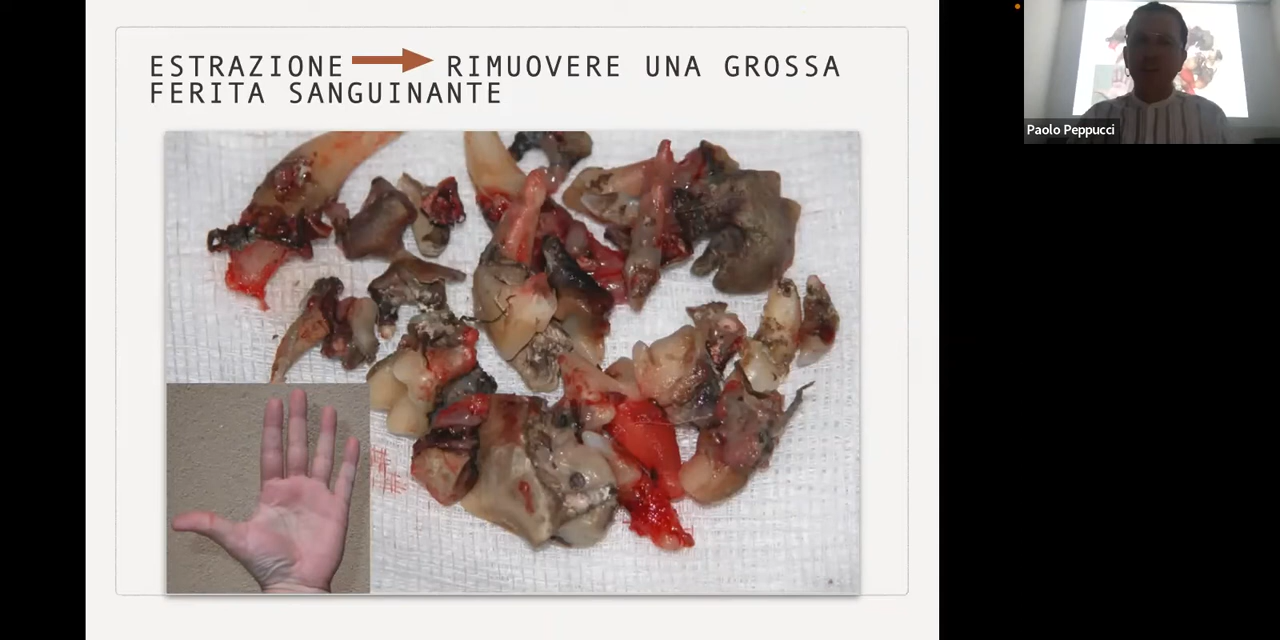 ESTRAZIONE RIMUOVERE UNA GROSSA
FERITA SANGUINANTE
Paolo Peppucci